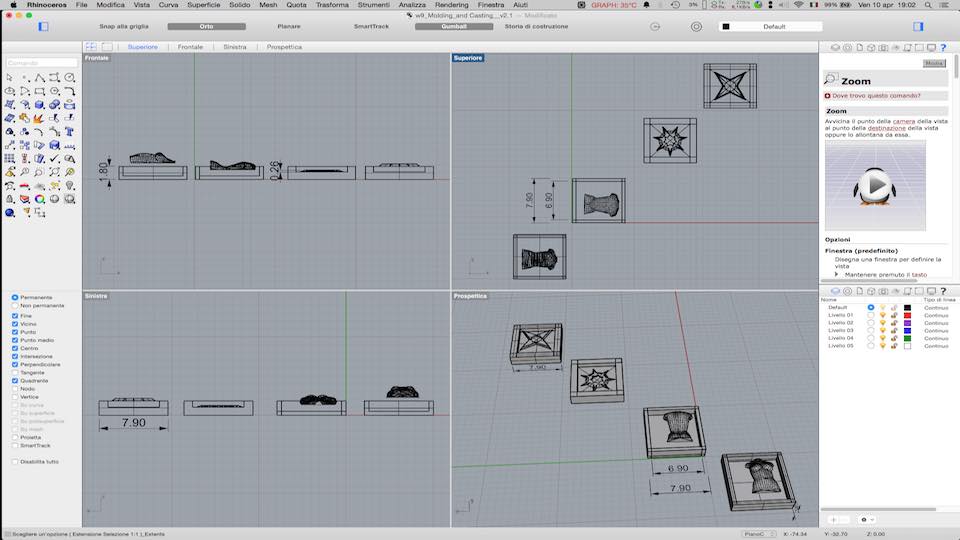 Rhinoceros File Modifica Vista Curva Superficie Solido Mesh Quota Trasforma Strumenti Analizza Rendering Finestra Aiuti GRAPH: 35°C 3% 99% Ven 10 apr 19:02
w9_Molding_and Casting__v2.1 — Modificato
Snap alla griglia Orto Planare SmartTrack Gumball Storia di costruzione Default
Superiore Frontale Sinistra Prospettica
Comando
Frontale
1.80
0.26
Superiore
7.90
6.90
Sinistra
7.90
Prospettica
7.90
6.90
7.90
Mostra
Zoom
Dove trovo questo comando?
Zoom
Avvicina il punto della camera della vista
al punto della destinazione della vista
oppure lo allontana da essa.
Opzioni
Finestra (predefinito)
Disegna una finestra per definire la
vista
Mantenere premuto il tasto
Nome Tipo di linea
Default Continuo
Livello 01 Continuo
Livello 02 Continuo
Livello 03 Continuo
Livello 04 Continuo
Livello 05 Continuo
Permanente
Non permanente
Fine
Vicino
Punto
Punto medio
Centro
Intersezione
Perpendicolare
Tangente
Quadrante
Nodo
Vertice
Su curva
Su superficie
Su polisuperficie
Su mesh
Proietta
SmartTrack
Disabilita tutto
Scegliere un'opzione ( Estensione Selezione 1:1 )_Extents
PianoC X: -74.34 Y: -32.70 Z: 0.00